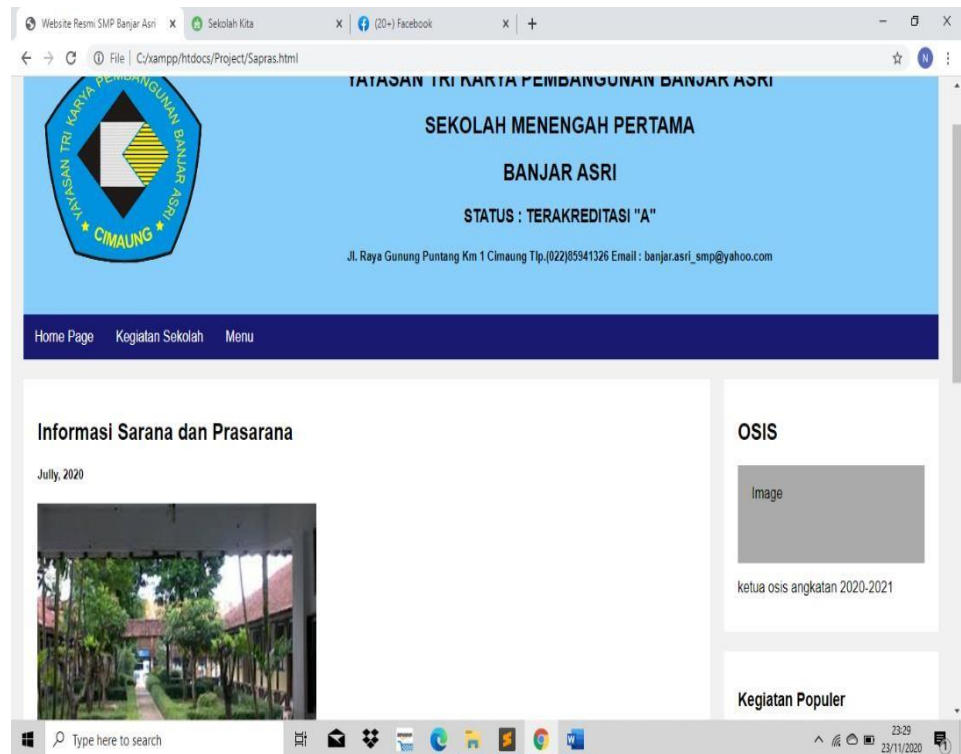 Website Resmi SMP Banjar Asri
Sekolah Kita
(20+) Facebook
File | C:/xampp/htdocs/Project/Sapras.html
N
YAYASAN TRI KARYA PEMBANGUNAN BANJAR ASRI
CIMAUNG
YAYASAN TRI KARYA PEMBANGUNAN BANJAR ASRI
SEKOLAH MENENGAH PERTAMA
BANJAR ASRI
STATUS : TERAKREDITASI "A"
Jl. Raya Gunung Puntang Km 1 Cimaung Tlp.(022)85941326 Email : banjar.asri_smp@yahoo.com
Home Page Kegiatan Sekolah Menu
Informasi Sarana dan Prasarana
Jully, 2020
OSIS
Image
ketua osis angkatan 2020-2021
Kegiatan Populer
Type here to search
23:29
23/11/2020